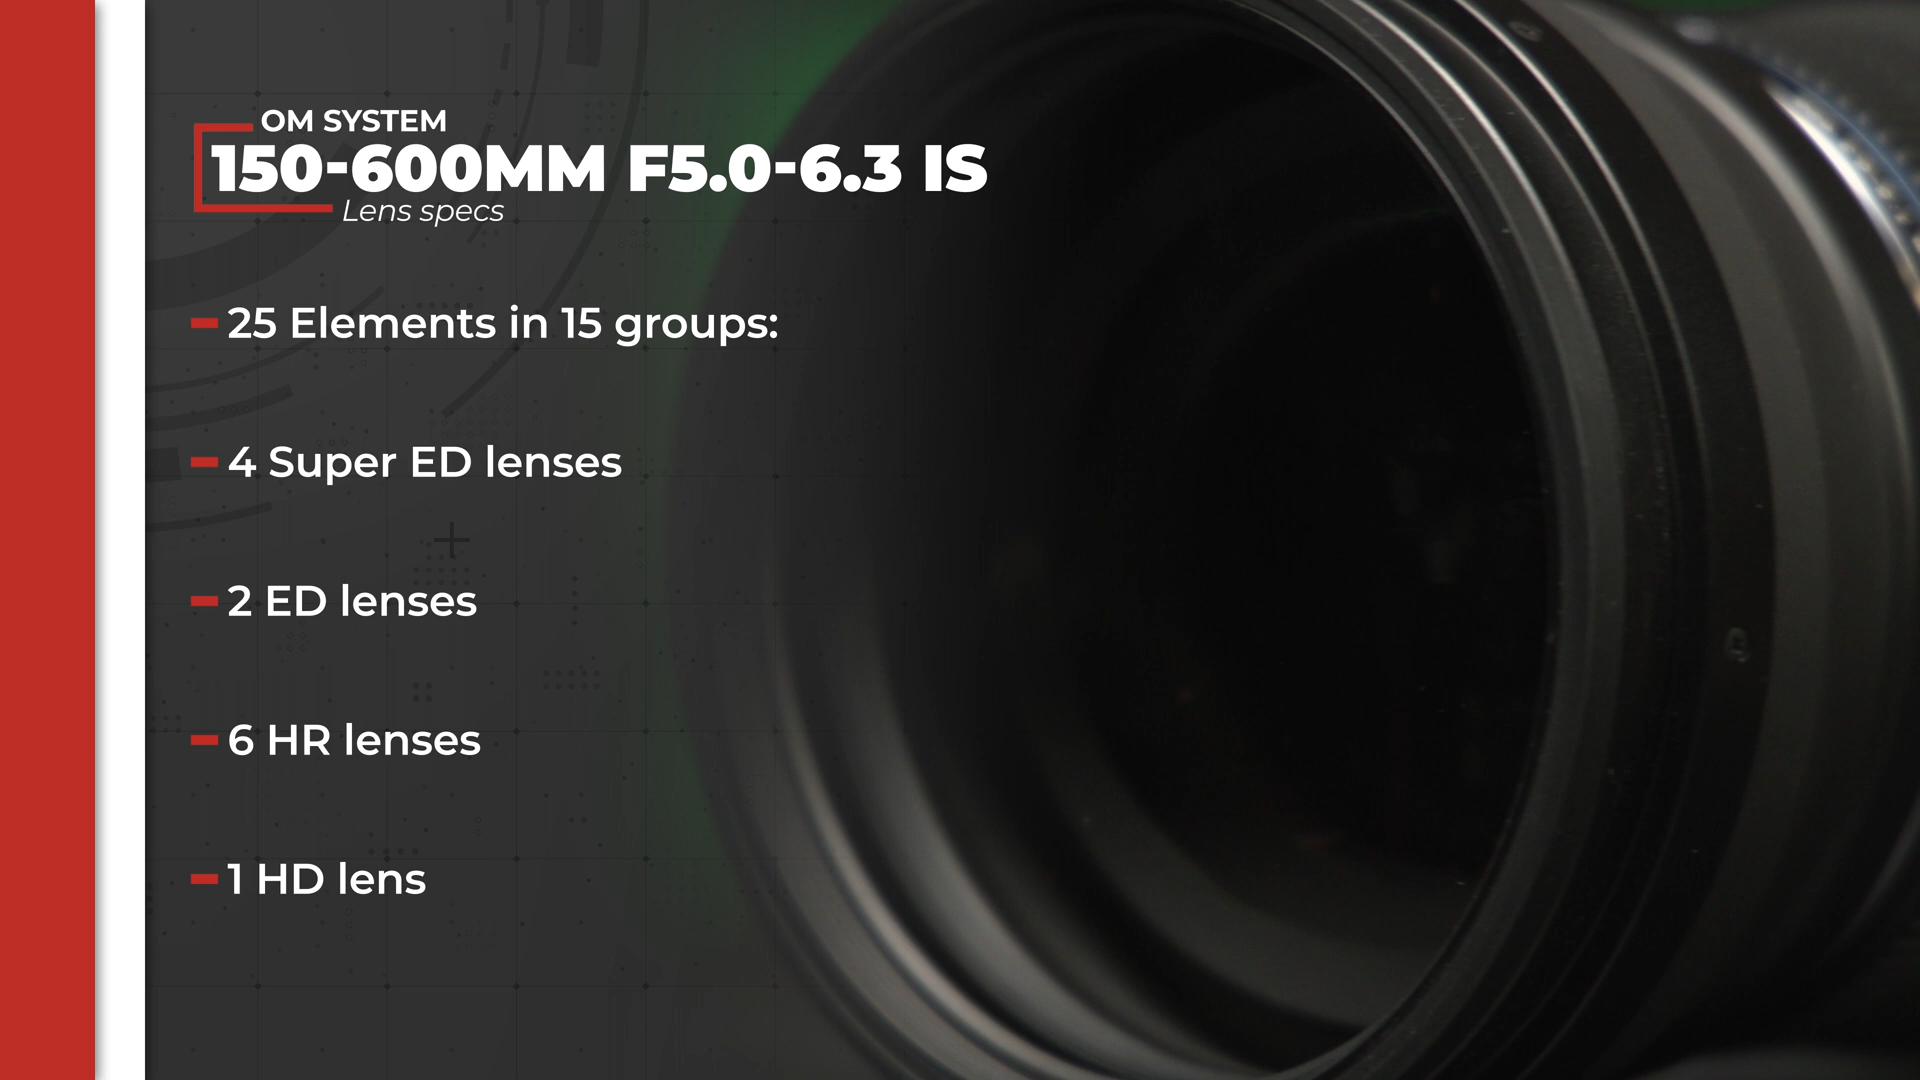 OM SYSTEM
150-600MM F5.0-6.3 IS
Lens specs
25 Elements in 15 groups:
4 Super ED lenses
2 ED lenses
6 HR lenses
1 HD lens